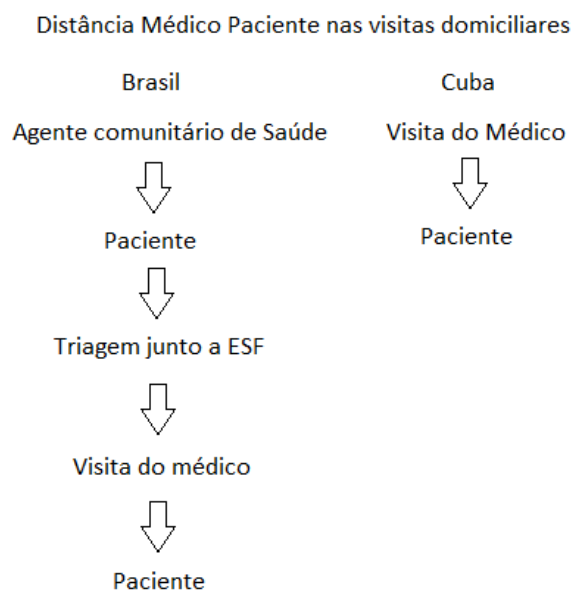 Distância Médico Paciente nas visitas domiciliares
Brasil
Agente comunitário de Saúde
Paciente
Triagem junto a ESF
Visita do médico
Paciente
Cuba
Visita do Médico
Paciente